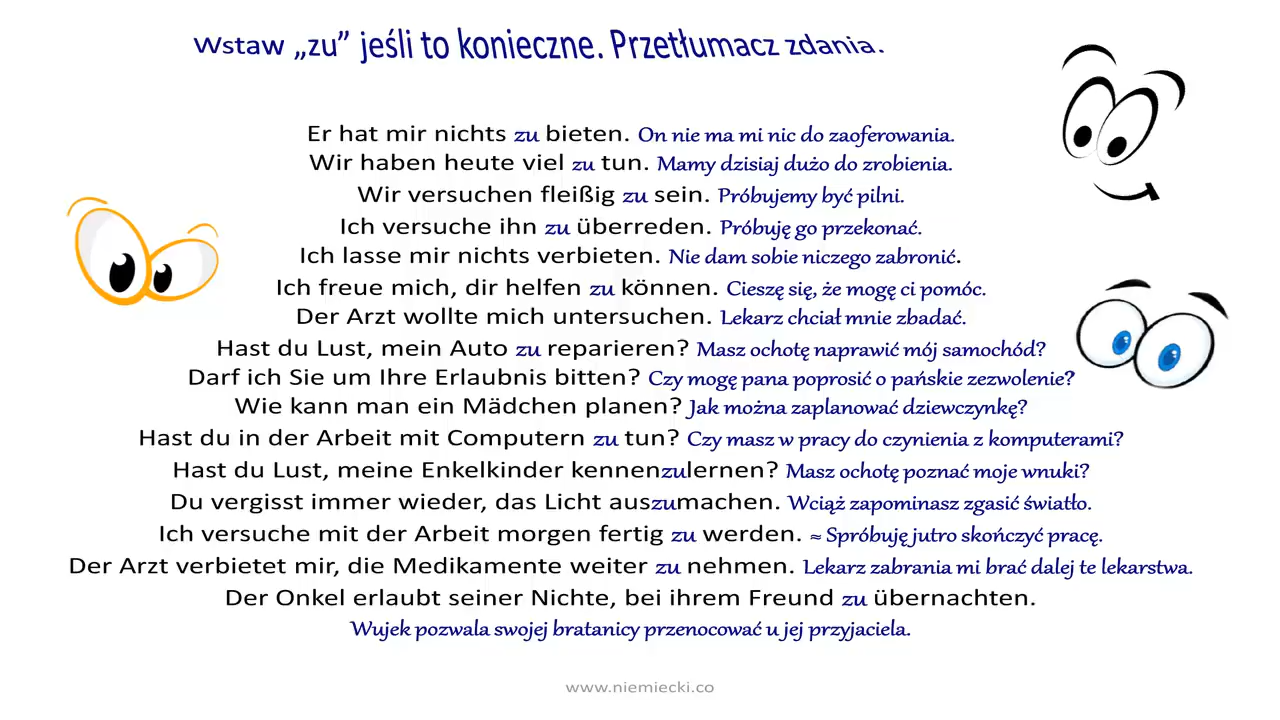 Wstaw „zu” jeśli to konieczne. Przetłumacz zdania.
Er hat mir nichts zu bieten. On nie ma mi nic do zaoferowania.
Wir haben heute viel zu tun. Mamy dzisiaj dużo do zrobienia.
Wir versuchen fleißig zu sein. Próbujemy być pilni.
Ich versuche ihn zu überreden. Próbuję go przekonać.
Ich lasse mir nichts verbieten. Nie dam sobie niczego zabronić.
Ich freue mich, dir helfen zu können. Cieszę się, że mogę ci pomóc.
Der Arzt wollte mich untersuchen. Lekarz chciał mnie zbadać.
Hast du Lust, mein Auto zu reparieren? Masz ochotę naprawić mój samochód?
Darf ich Sie um Ihre Erlaubnis bitten? Czy mogę pana poprosić o pańskie zezwolenie?
Wie kann man ein Mädchen planen? Jak można zaplanować dziewczynkę?
Hast du in der Arbeit mit Computern zu tun? Czy masz w pracy do czynienia z komputerami?
Hast du Lust, meine Enkelkinder kennenzulernen? Masz ochotę poznać moje wnuki?
Du vergisst immer wieder, das Licht auszumachen. Wciąż zapominasz zgasić światło.
Ich versuche mit der Arbeit morgen fertig zu werden. ≈ Spróbuję jutro skończyć pracę.
Der Arzt verbietet mir, die Medikamente weiter zu nehmen. Lekarz zabrania mi brać dalej te lekarstwa.
Der Onkel erlaubt seiner Nichte, bei ihrem Freund zu übernachten.
Wujek pozwala swojej bratanicy przenocować u jej przyjaciela.
www.niemiecki.co